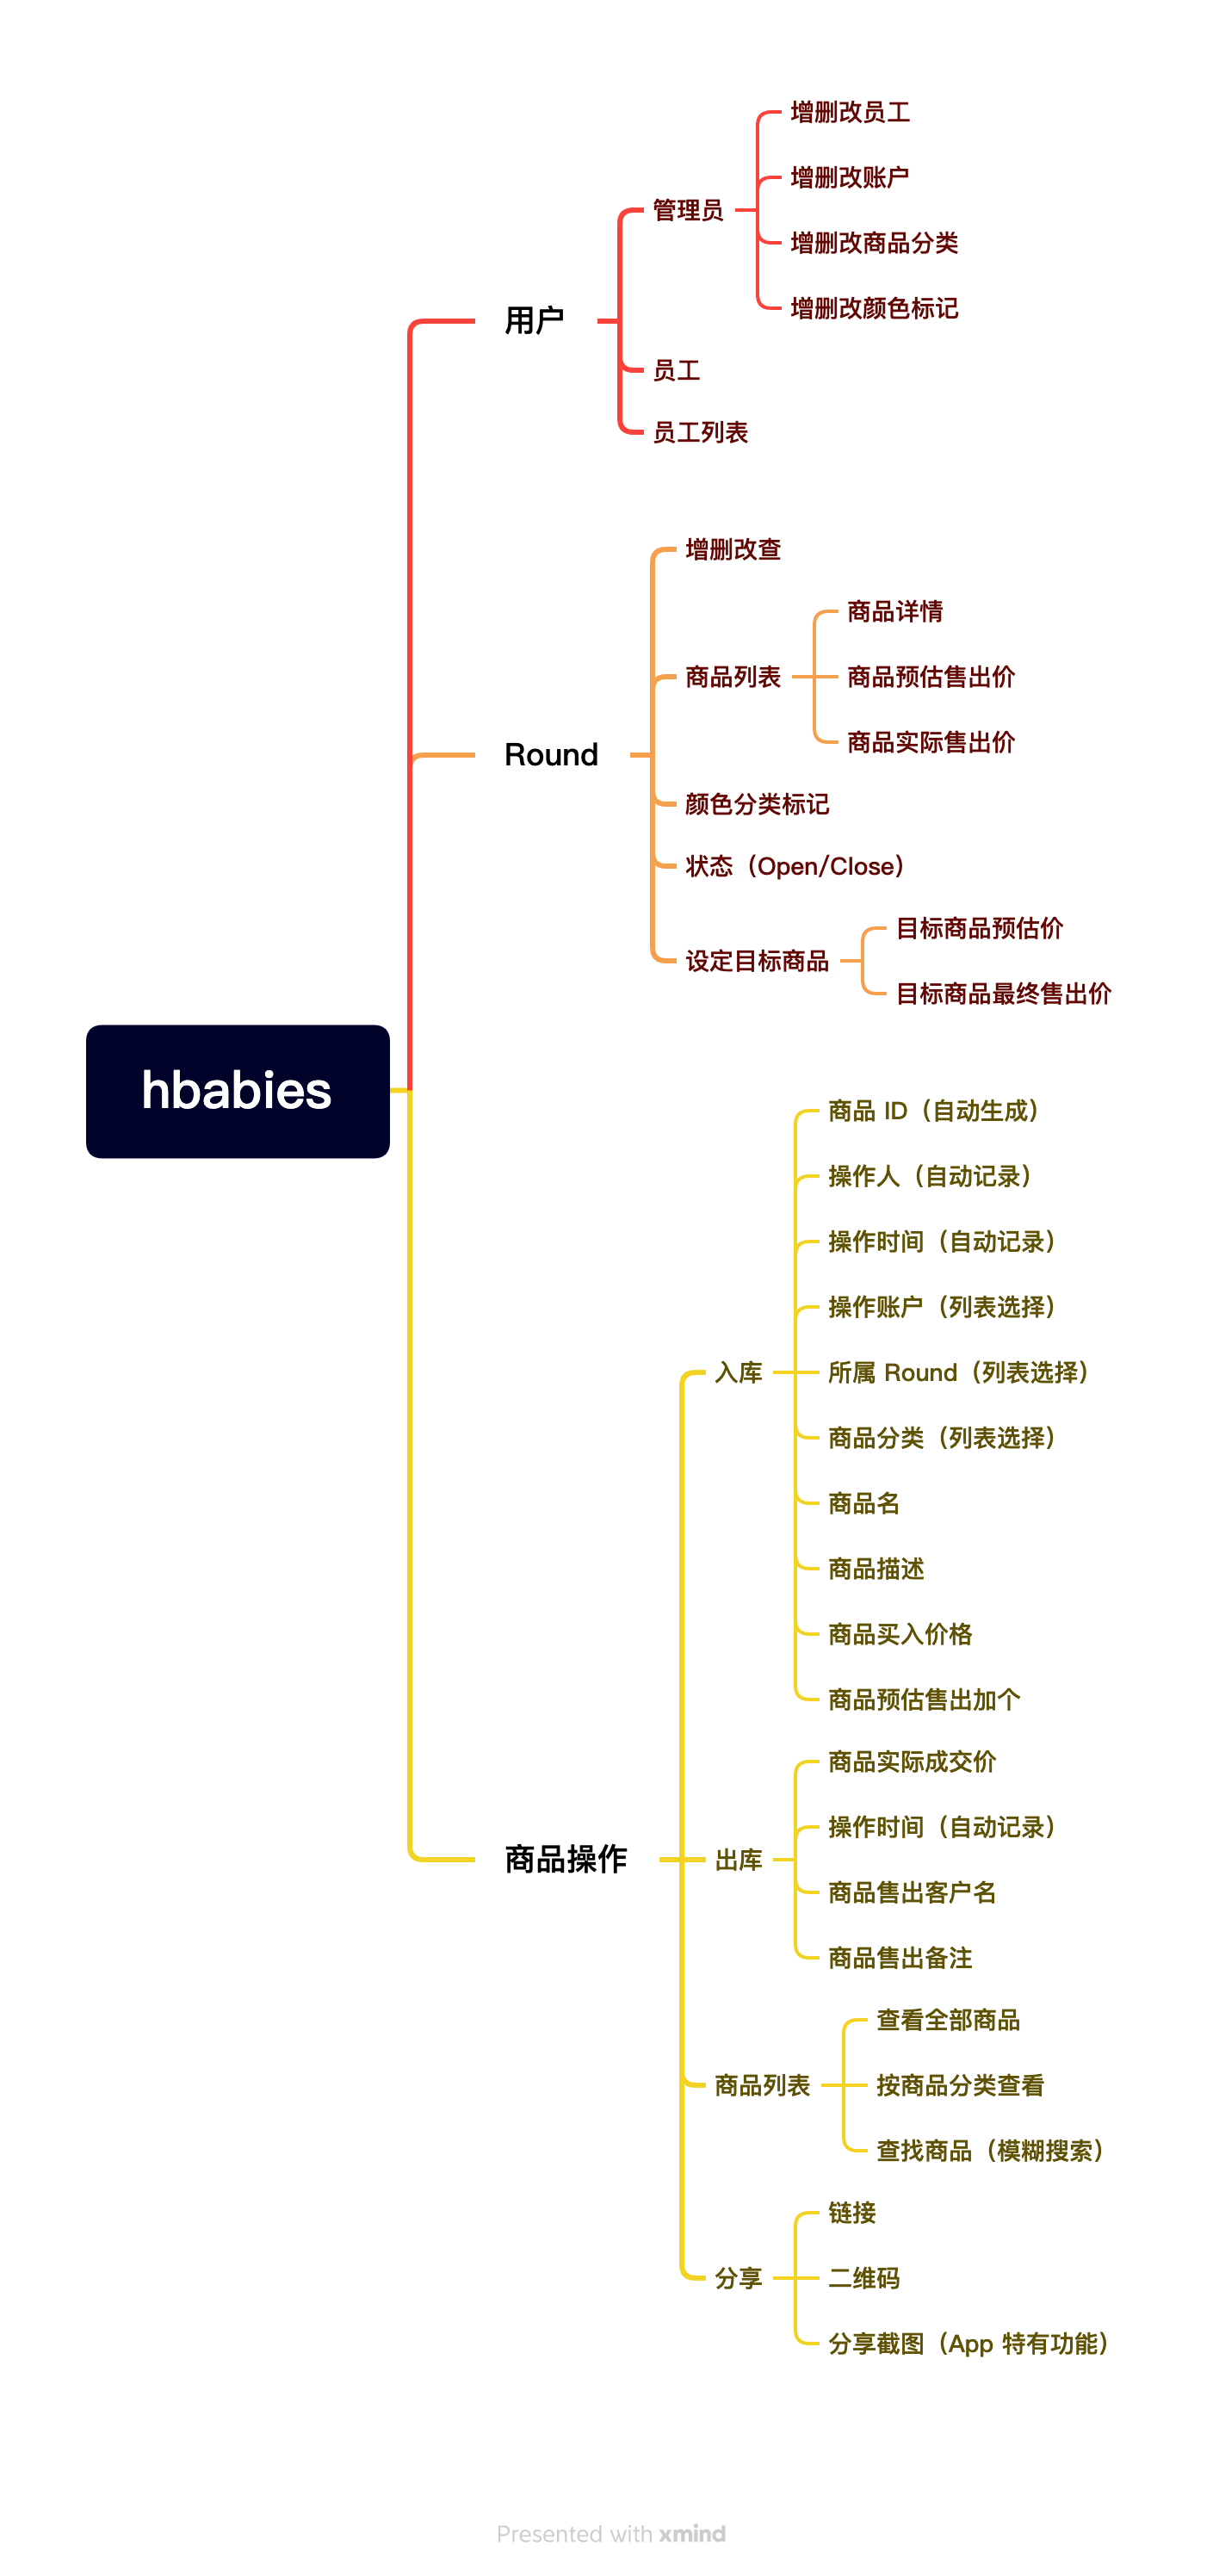 hbabies
用户
管理员
增删改员工
增删改账户
增删改商品分类
增删改颜色标记
员工
员工列表
Round
增删改查
商品列表
商品详情
商品预估售出价
商品实际售出价
颜色分类标记
状态（Open/Close）
设定目标商品
目标商品预估价
目标商品最终售出价
商品操作
入库
商品 ID（自动生成）
操作人（自动记录）
操作时间（自动记录）
操作账户（列表选择）
所属 Round（列表选择）
商品分类（列表选择）
商品名
商品描述
商品买入价格
商品预估售出加个
出库
商品实际成交价
操作时间（自动记录）
商品售出客户名
商品售出备注
商品列表
查看全部商品
按商品分类查看
查找商品（模糊搜索）
分享
链接
二维码
分享截图（App 特有功能）
Presented with xmind